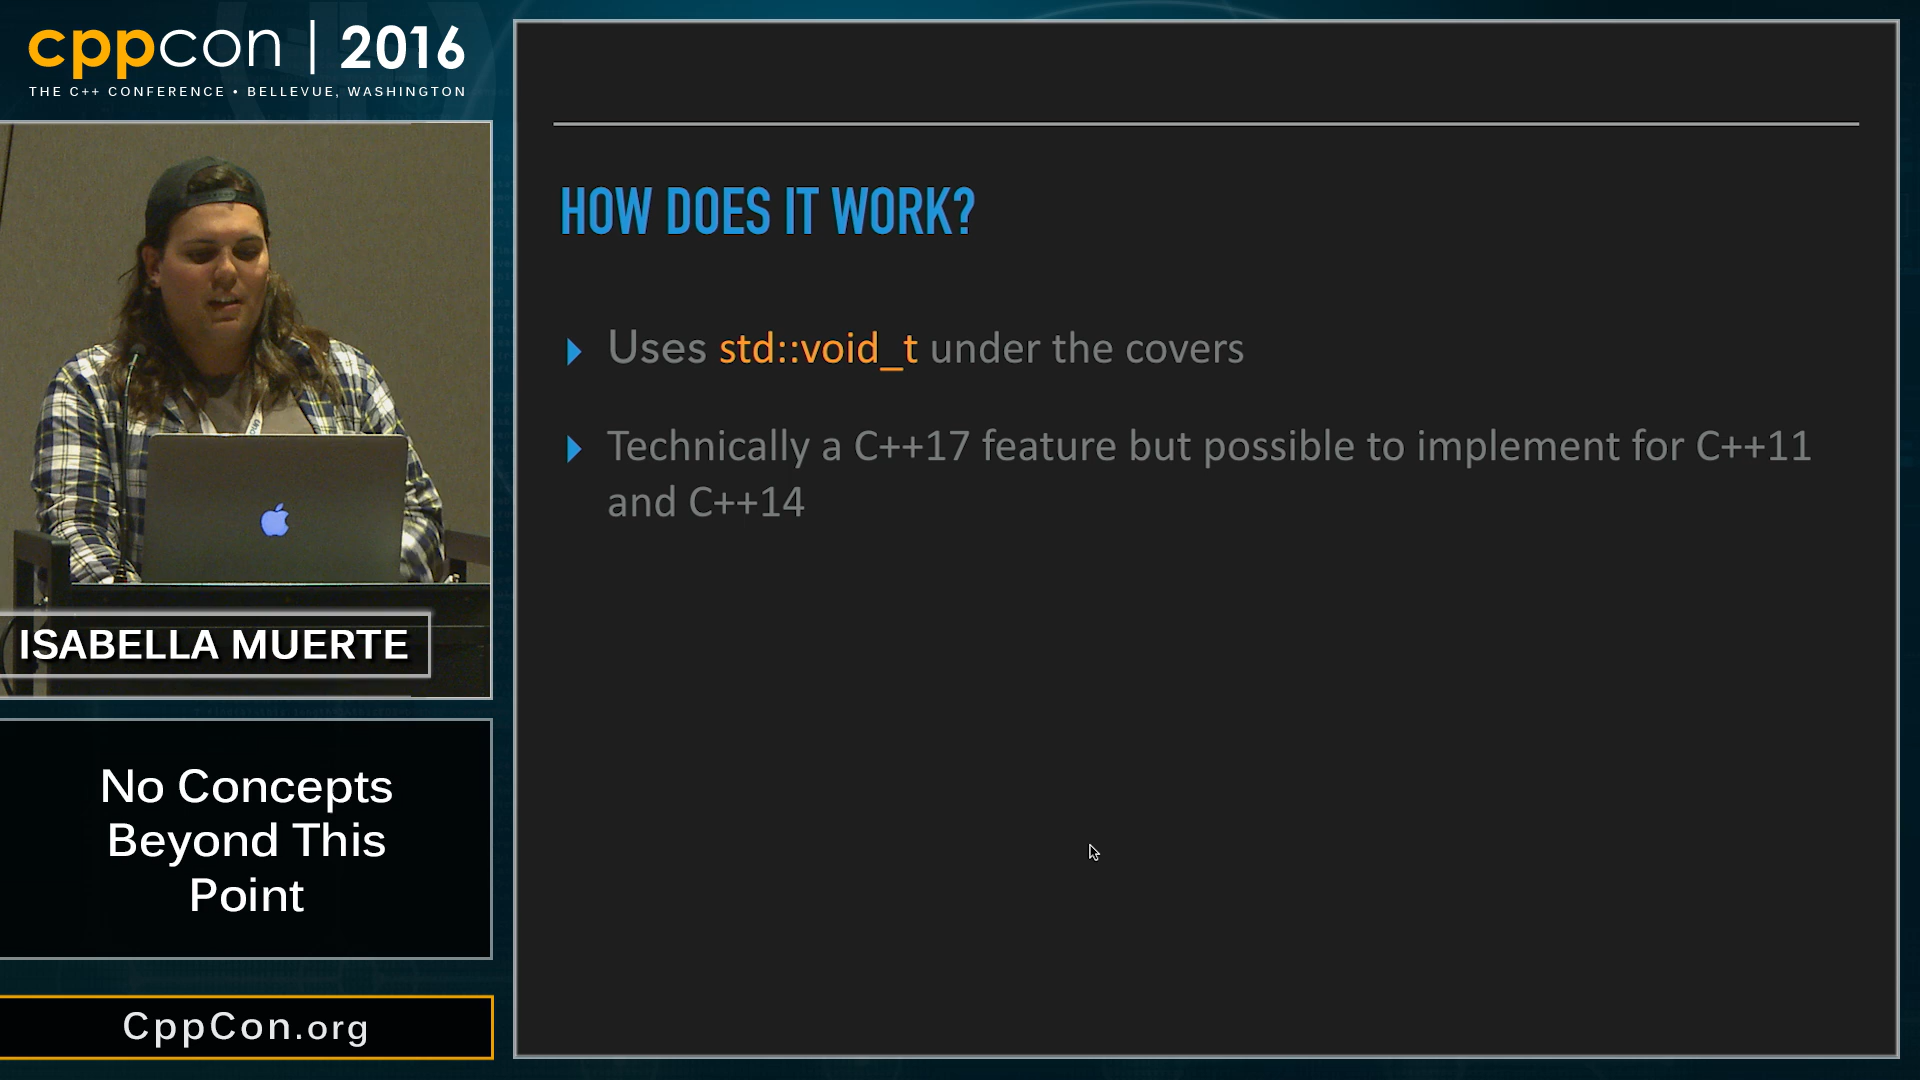 cppcon | 2016
THE C++ CONFERENCE • BELLEVUE, WASHINGTON
ISABELLA MUERTE
No Concepts
Beyond This
Point
CppCon.org
HOW DOES IT WORK?
Uses std::void_t under the covers
Technically a C++17 feature but possible to implement for C++11
and C++14